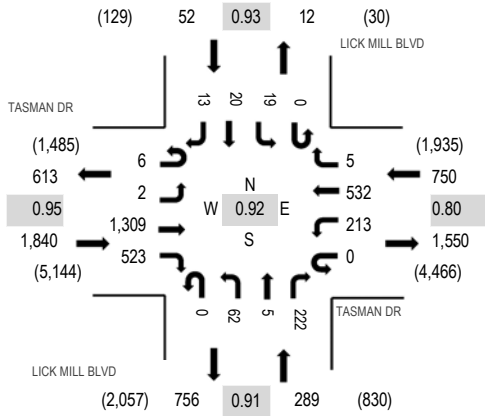 (129) 52 0.93 12 (30)
LICK MILL BLVD
TASMAN DR
13 20 19 0
(1,485) (1,935)
613 6 5 750
2 N 532
0.95 W 0.92 E 0.80
1,309 S 213
1,840 523 0 1,550
(5,144) (4,466)
0 62 5 222
TASMAN DR
LICK MILL BLVD
(2,057) 756 0.91 289 (830)